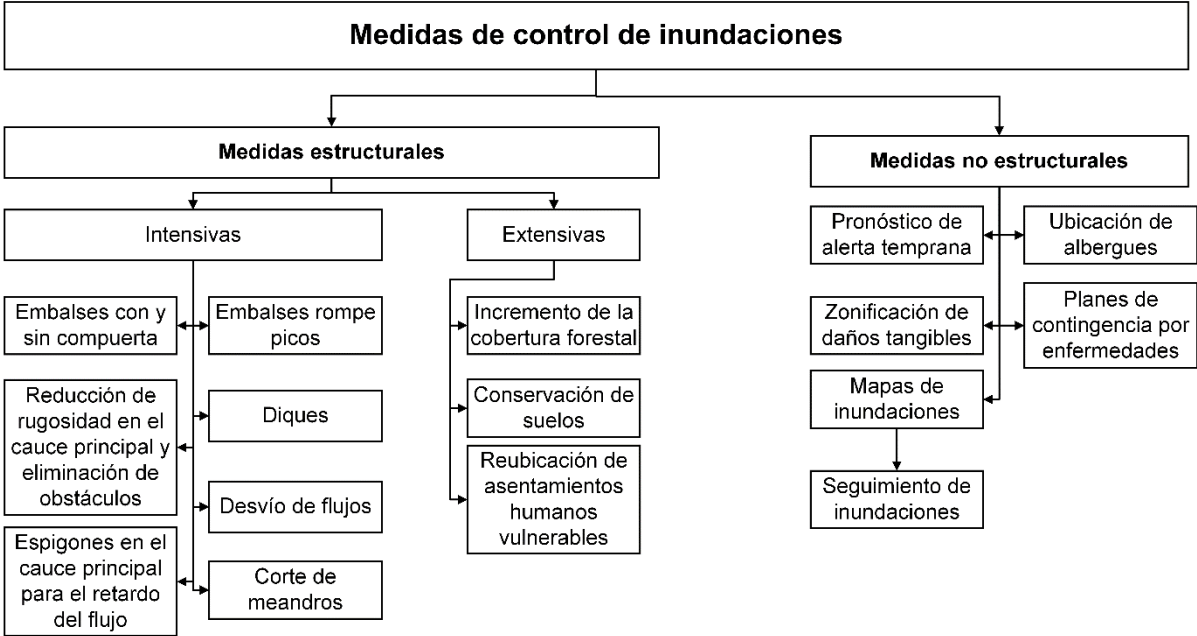 Medidas de control de inundaciones
Medidas estructurales
Medidas no estructurales
Intensivas
Extensivas
Pronóstico de
alerta temprana
Ubicación de
albergues
Embalses con y
sin compuerta
Embalses rompe
picos
Incremento de la
cobertura forestal
Zonificación de
daños tangibles
Planes de
contingencia por
enfermedades
Reducción de
rugosidad en el
cauce principal y
eliminación de
obstáculos
Diques
Conservación de
suelos
Mapas de
inundaciones
Desvío de flujos
Reubicación de
asentamientos
humanos
vulnerables
Seguimiento de
inundaciones
Espigones en el
cauce principal
para el retardo
del flujo
Corte de
meandros